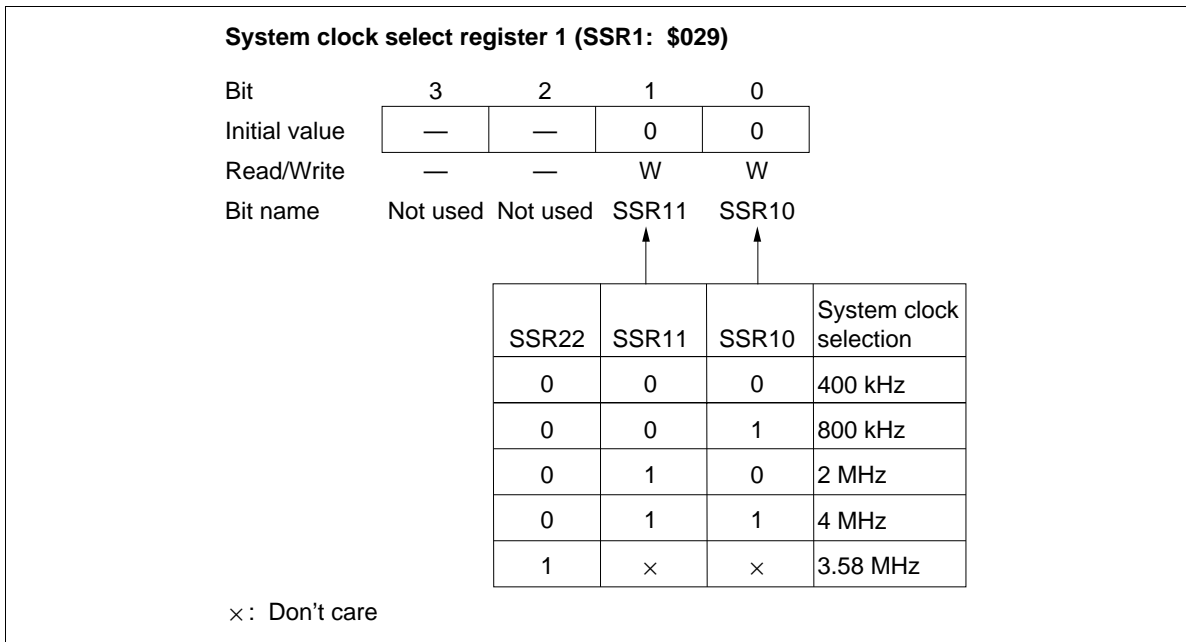 System clock select register 1 (SSR1: $029)
Bit 3 2 1 0
Initial value — — 0 0
Read/Write — — W W
Bit name Not used Not used SSR11 SSR10
SSR22 SSR11 SSR10 System clock selection
0 0 0 400 kHz
0 0 1 800 kHz
0 1 0 2 MHz
0 1 1 4 MHz
1 × × 3.58 MHz
× : Don't care